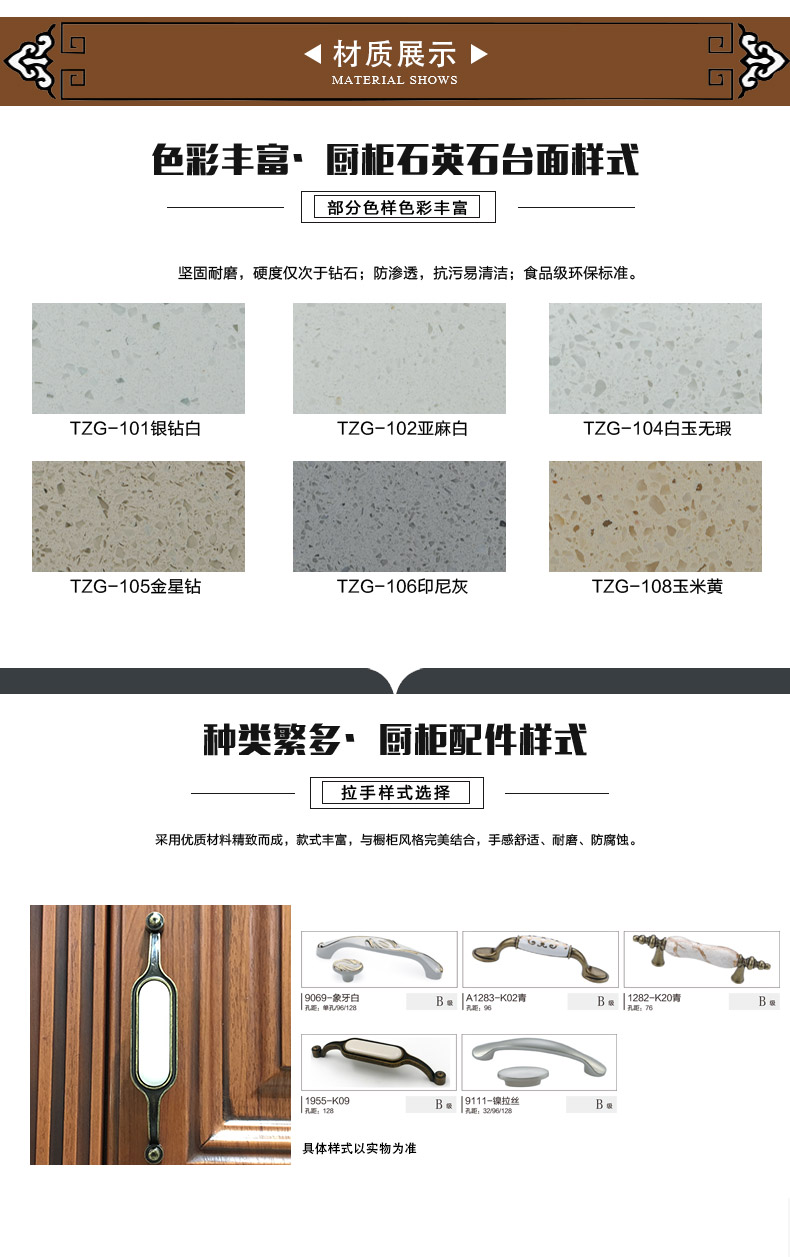 材质展示
MATERIAL SHOWS
色彩丰富· 厨柜石英石台面样式
部分色样色彩丰富
坚固耐磨，硬度仅次于钻石；防渗透，抗污易清洁；食品级环保标准。
TZG-101银钻白
TZG-102亚麻白
TZG-104白玉无瑕
TZG-105金星钻
TZG-106印尼灰
TZG-108玉米黄
种类繁多· 厨柜配件样式
拉手样式选择
采用优质材料精致而成，款式丰富，与橱柜风格完美结合，手感舒适、耐磨、防腐蚀。
9069-象牙白
孔距：单孔/96/128
B 级
A1283-K02青
孔距：96
B 级
1282-K20青
孔距：76
B 级
1955-K09
孔距：128
B 级
9111-镍拉丝
孔距：32/96/128
B 级
具体样式以实物为准